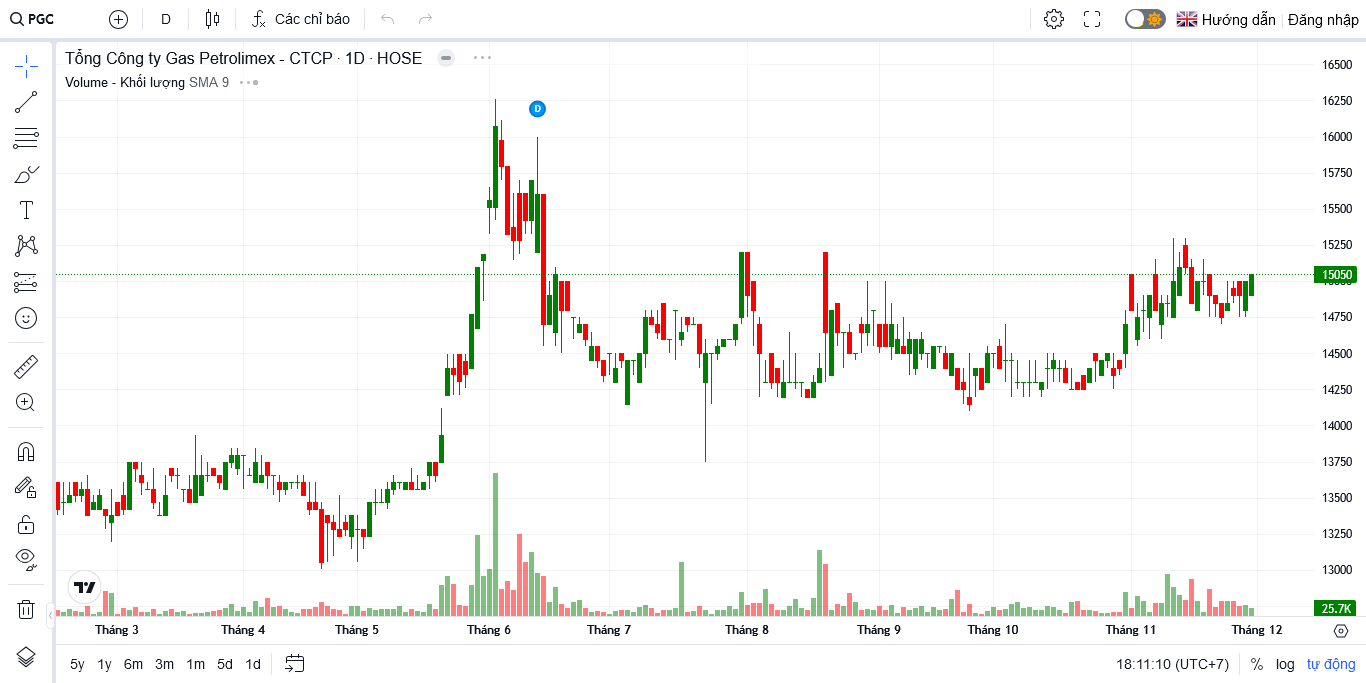 PGC D Các chỉ báo Hướng dẫn Đăng nhập
Tổng Công ty Gas Petrolimex - CTCP · 1D · HOSE
Volume - Khối lượng SMA 9
D
16500
16250
16000
15750
15500
15250
15050
15000
14750
14500
14250
14000
13750
13500
13250
13000
25.7K
Tháng 3 Tháng 4 Tháng 5 Tháng 6 Tháng 7 Tháng 8 Tháng 9 Tháng 10 Tháng 11 Tháng 12
5y 1y 6m 3m 1m 5d 1d 18:11:10 (UTC+7) % log tự động